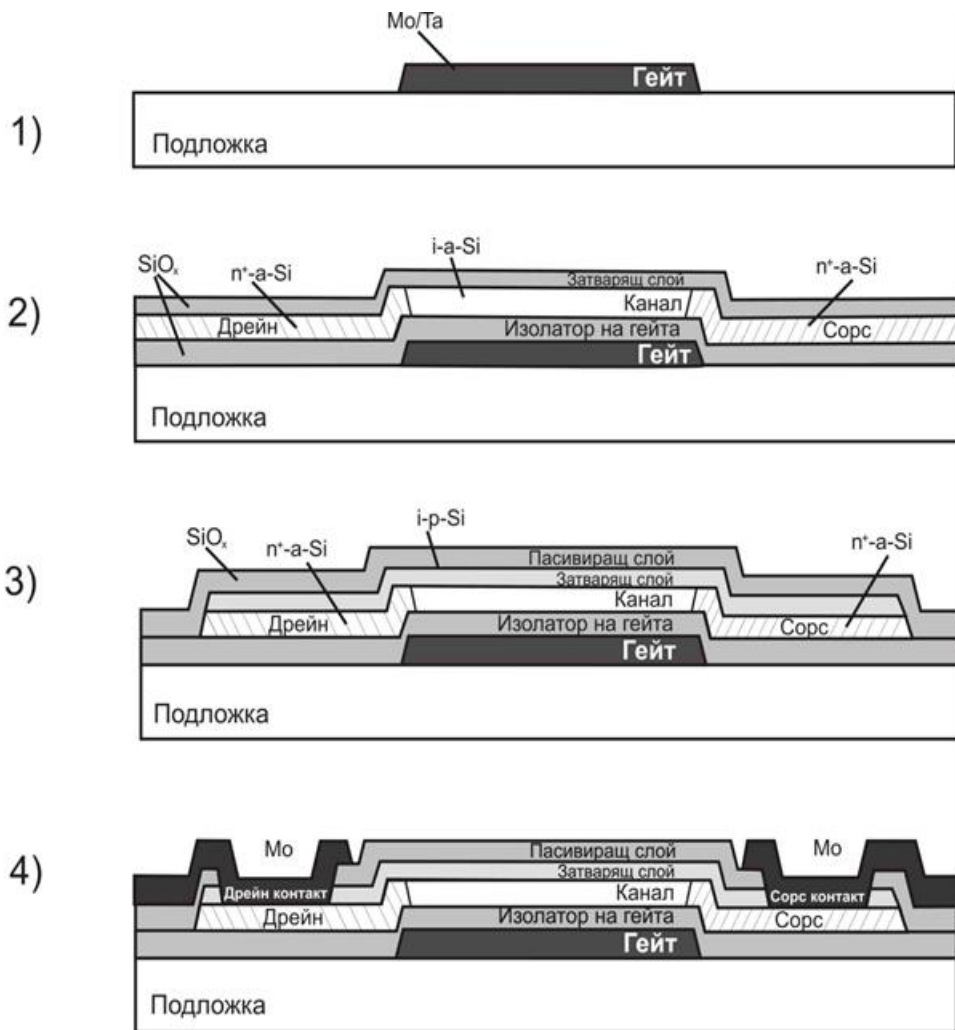 Mo/Ta
Гейт
1)
Подложка
i-a-Si
SiOₓ
n⁺-a-Si
n⁺-a-Si
Затварящ слой
2)
Канал
Дрейн
Изолатор на гейта
Сорс
Гейт
Подложка
i-p-Si
SiOₓ
n⁺-a-Si
n⁺-a-Si
Пасивиращ слой
3)
Затварящ слой
Канал
Дрейн
Изолатор на гейта
Сорс
Гейт
Подложка
Mo
Mo
Пасивиращ слой
4)
Затварящ слой
Дрейн контакт
Канал
Сорс контакт
Дрейн
Изолатор на гейта
Сорс
Гейт
Подложка